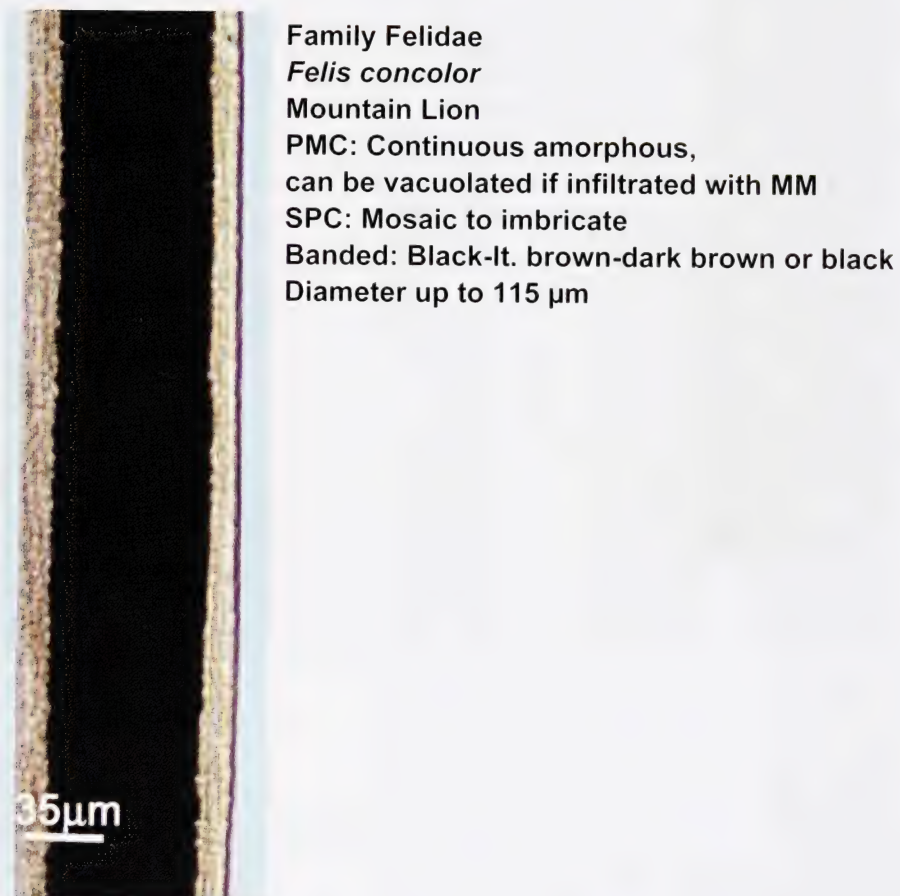 Family Felidae
Felis concolor
Mountain Lion
PMC: Continuous amorphous,
can be vacuolated if infiltrated with MM
SPC: Mosaic to imbricate
Banded: Black-lt. brown-dark brown or black
Diameter up to 115 µm
35µm